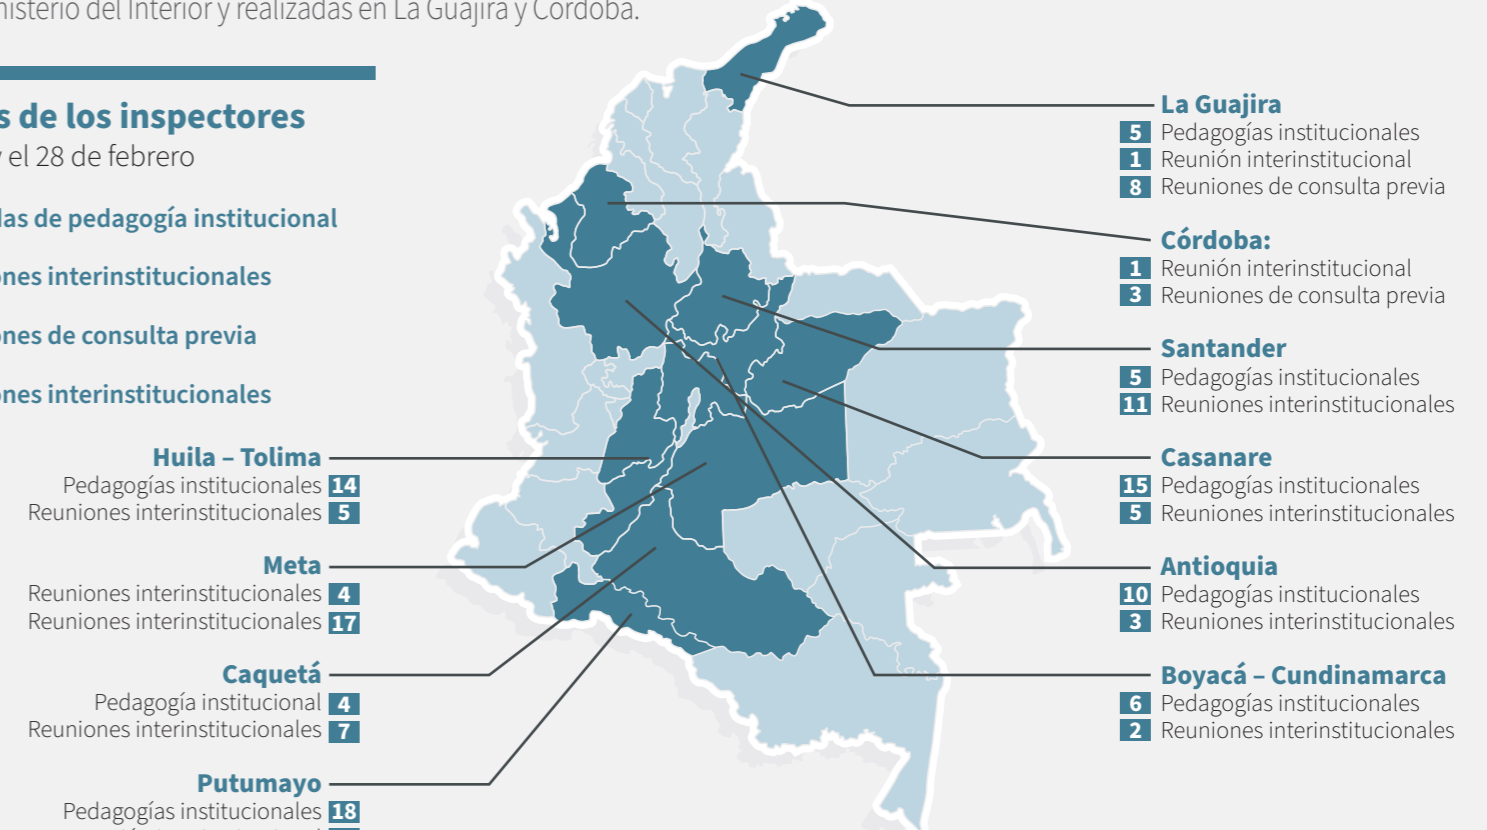 nisterio del Interior y realizadas en La Guajira y Córdoba.
s de los inspectores
y el 28 de febrero
das de pedagogía institucional
ones interinstitucionales
ones de consulta previa
ones interinstitucionales
Huila – Tolima
Pedagogías institucionales 14
Reuniones interinstitucionales 5
Meta
Reuniones interinstitucionales 4
Reuniones interinstitucionales 17
Caquetá
Pedagogía institucional 4
Reuniones interinstitucionales 7
Putumayo
Pedagogías institucionales 18
La Guajira
5 Pedagogías institucionales
1 Reunión interinstitucional
8 Reuniones de consulta previa
Córdoba:
1 Reunión interinstitucional
3 Reuniones de consulta previa
Santander
5 Pedagogías institucionales
11 Reuniones interinstitucionales
Casanare
15 Pedagogías institucionales
5 Reuniones interinstitucionales
Antioquia
10 Pedagogías institucionales
3 Reuniones interinstitucionales
Boyacá – Cundinamarca
6 Pedagogías institucionales
2 Reuniones interinstitucionales